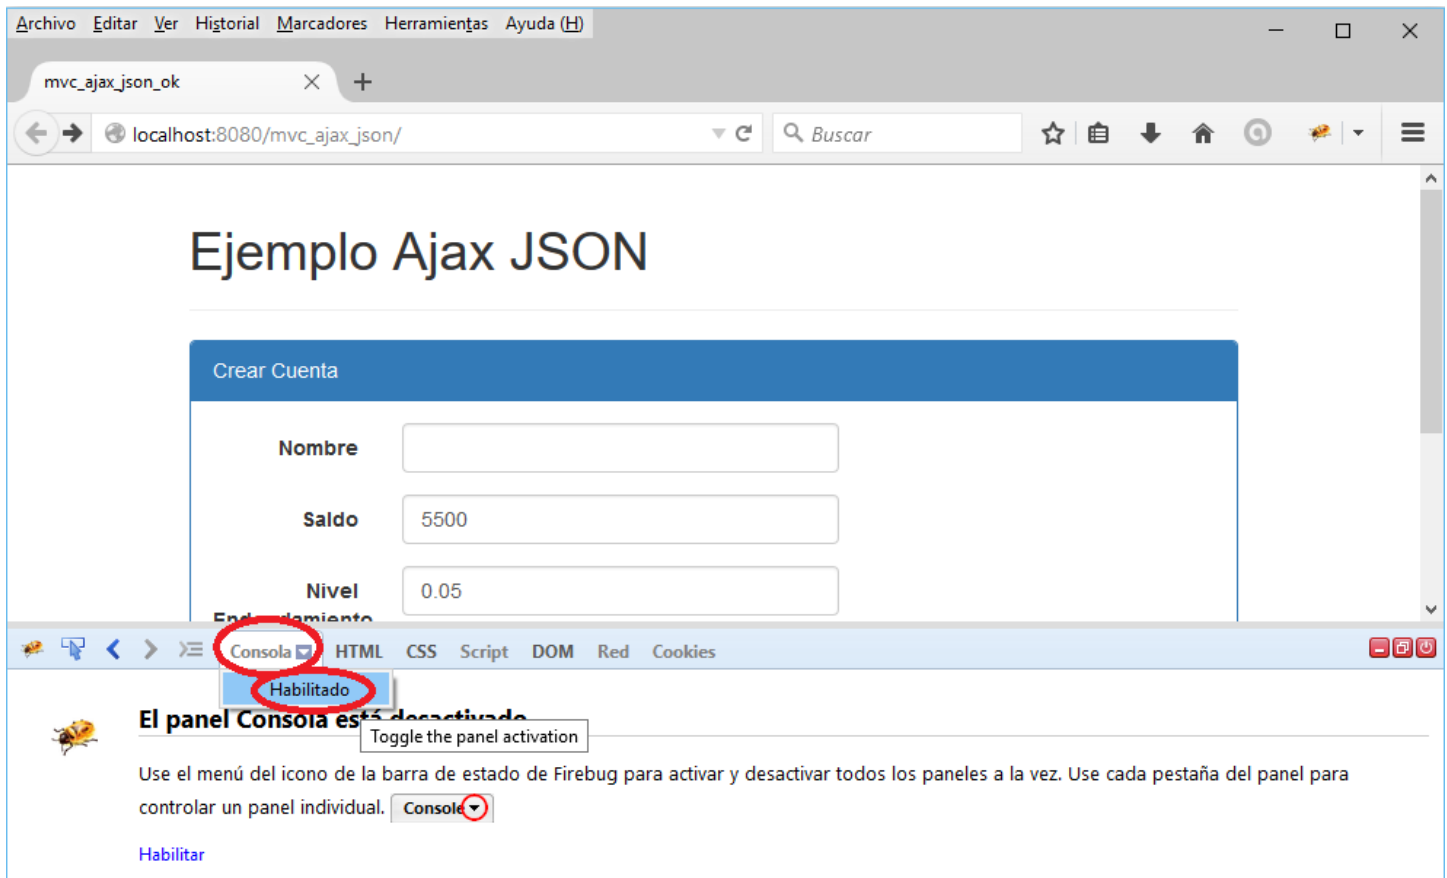 Archivo Editar Ver Historial Marcadores Herramientas Ayuda (H)
mvc_ajax_json_ok
localhost:8080/mvc_ajax_json/
Buscar
Ejemplo Ajax JSON
Crear Cuenta
Nombre
Saldo 5500
Nivel 0.05
Endeudamiento
Consola HTML CSS Script DOM Red Cookies
Habilitado
El panel Consola está desactivado
Toggle the panel activation
Use el menú del icono de la barra de estado de Firebug para activar y desactivar todos los paneles a la vez. Use cada pestaña del panel para
controlar un panel individual. Console
Habilitar